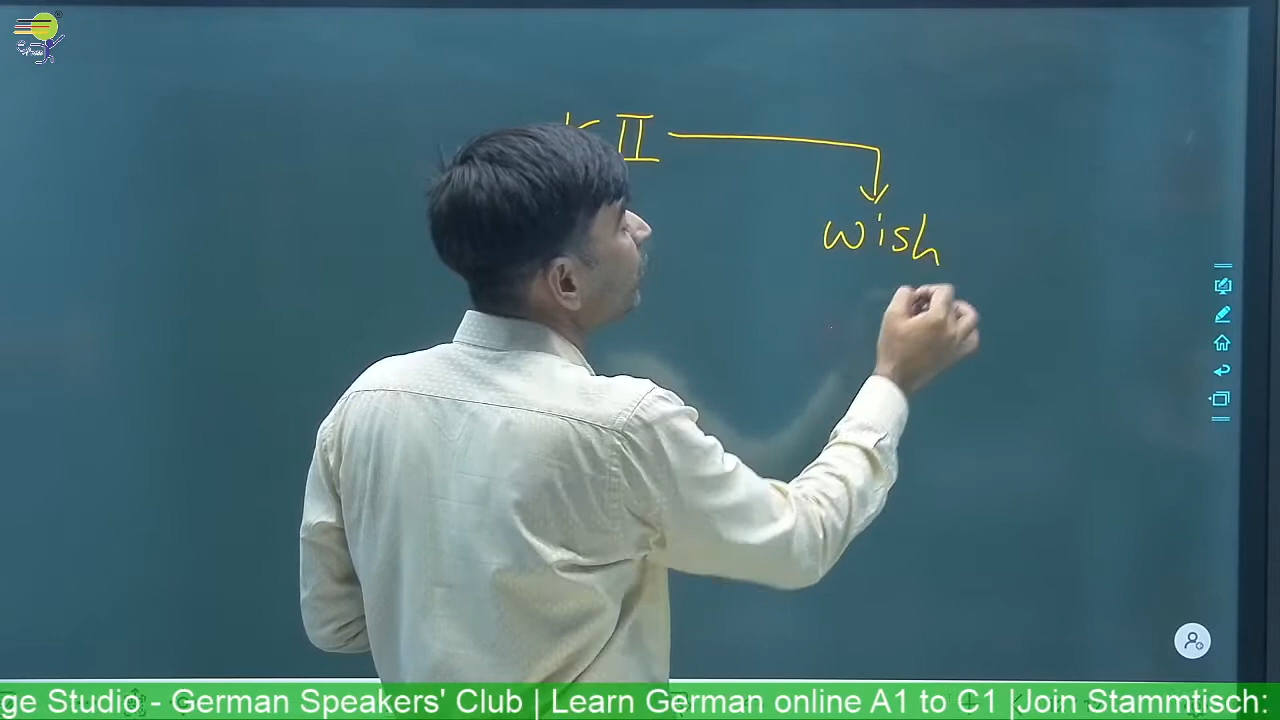 K II
wish
ge Studio - German Speakers' Club | Learn German online A1 to C1 |Join Stammtisch: